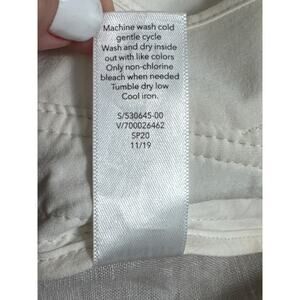 Machine wash cold
gentle cycle
Wash and dry inside
out with like colors
Only non-chlorine
bleach when needed
Tumble dry low
Cool iron.
S/530645-00
V/700026462
SP20
11/19